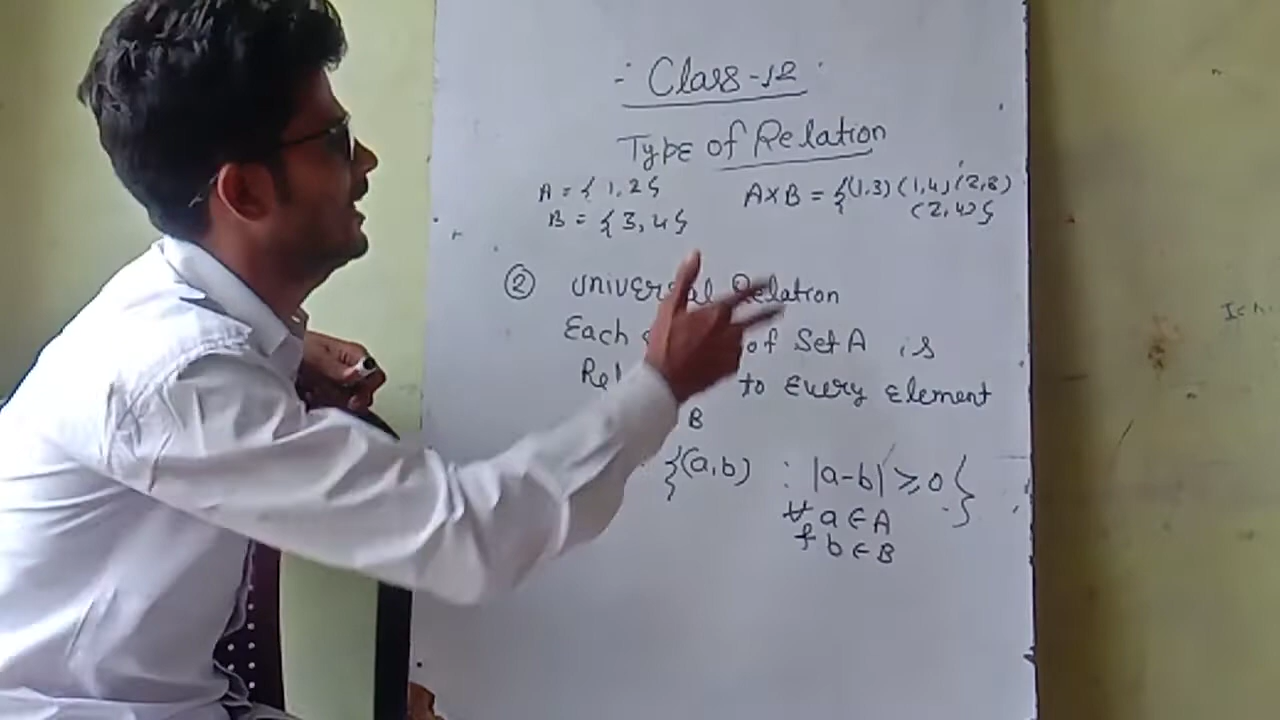 Class-12
Type of Relation
A = { 1, 2 }
A×B = {(1,3) (1,4) (2,3)
B = { 3, 4 }
(2,4) }
② Universal Relation
Each of Set A is
to Every Element
B
{(a,b) : |a-b| ≥ 0 }
∀ a ∈ A
b ∈ B